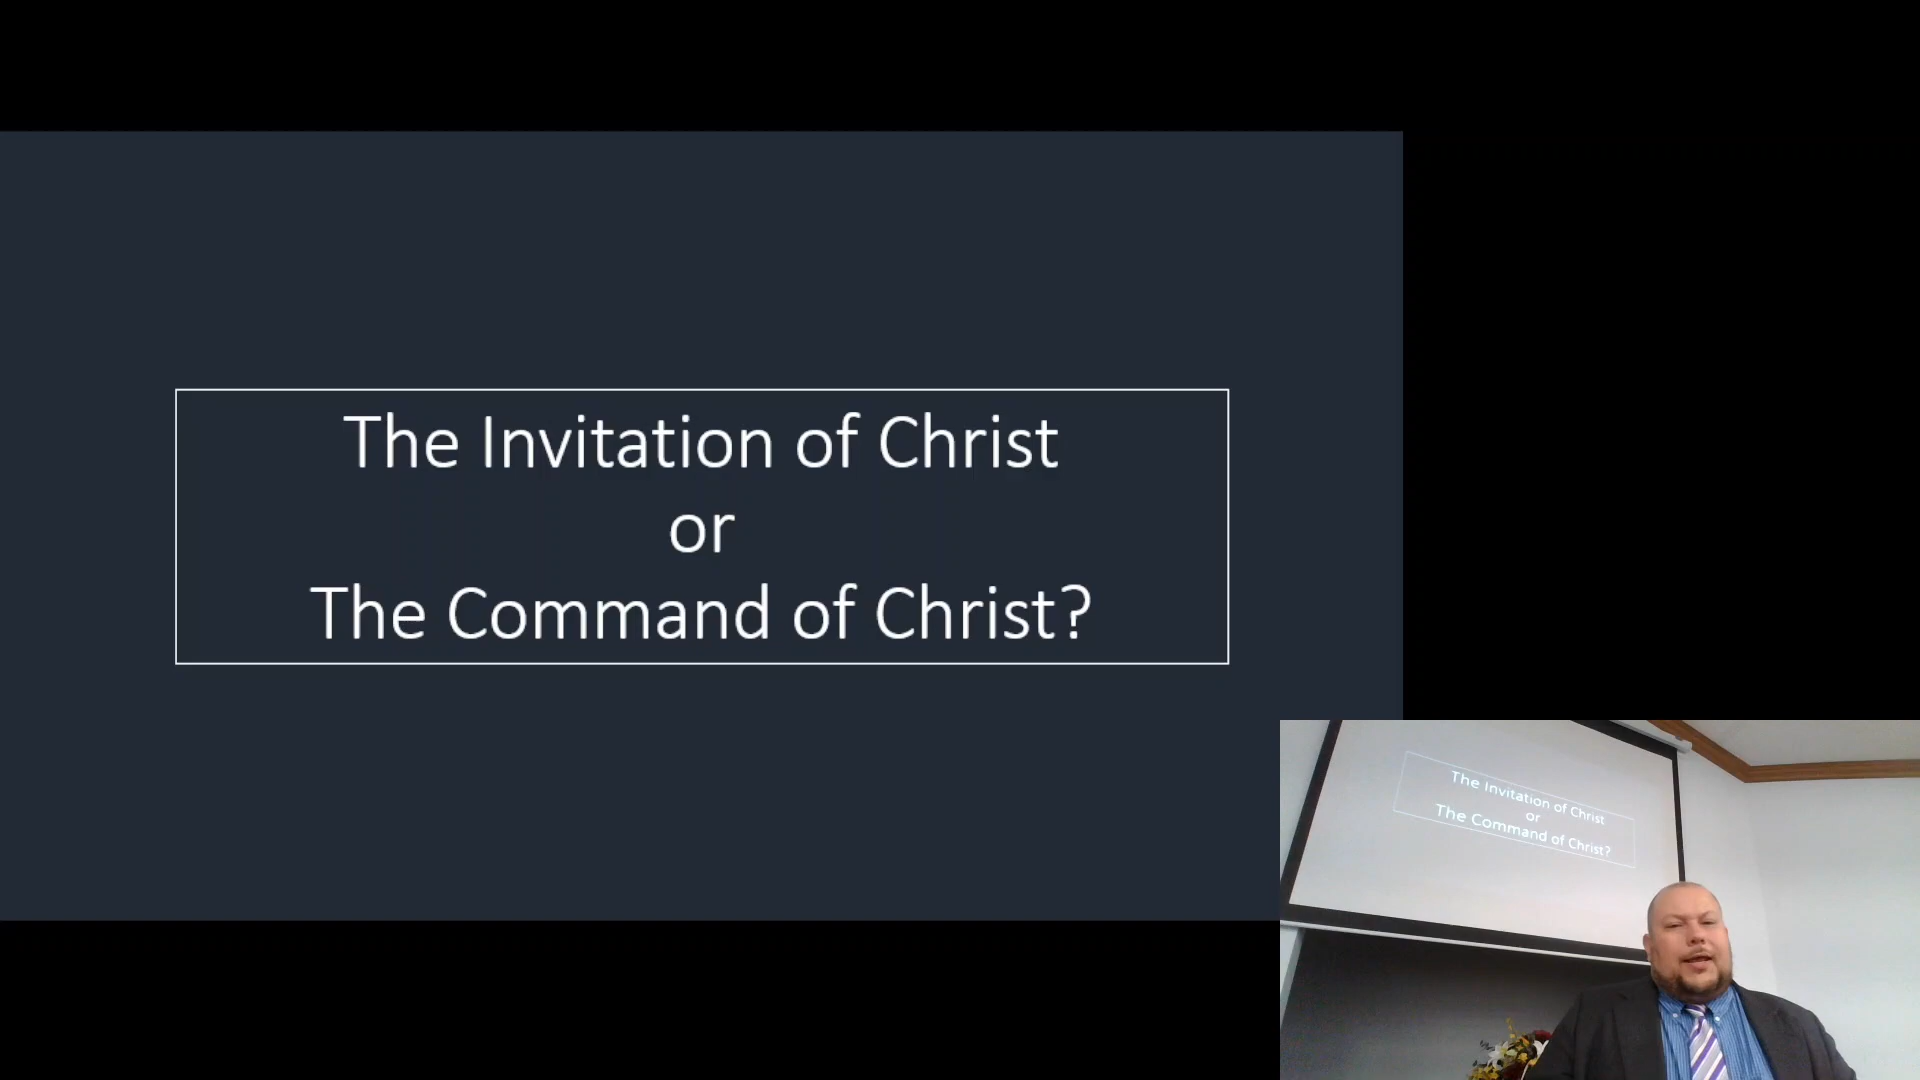 The Invitation of Christ
or
The Command of Christ?
The Invitation of Christ
or
The Command of Christ?